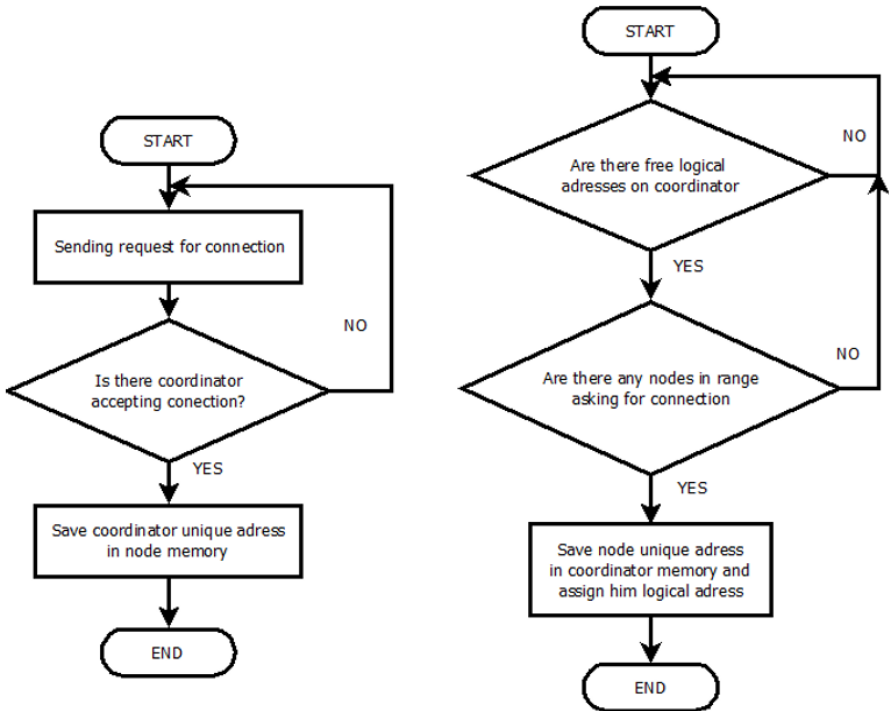 START
Sending request for connection
NO
Is there coordinator
accepting conection?
YES
Save coordinator unique adress
in node memory
END
START
NO
Are there free logical
adresses on coordinator
YES
NO
Are there any nodes in range
asking for connection
YES
Save node unique adress
in coordinator memory and
assign him logical adress
END